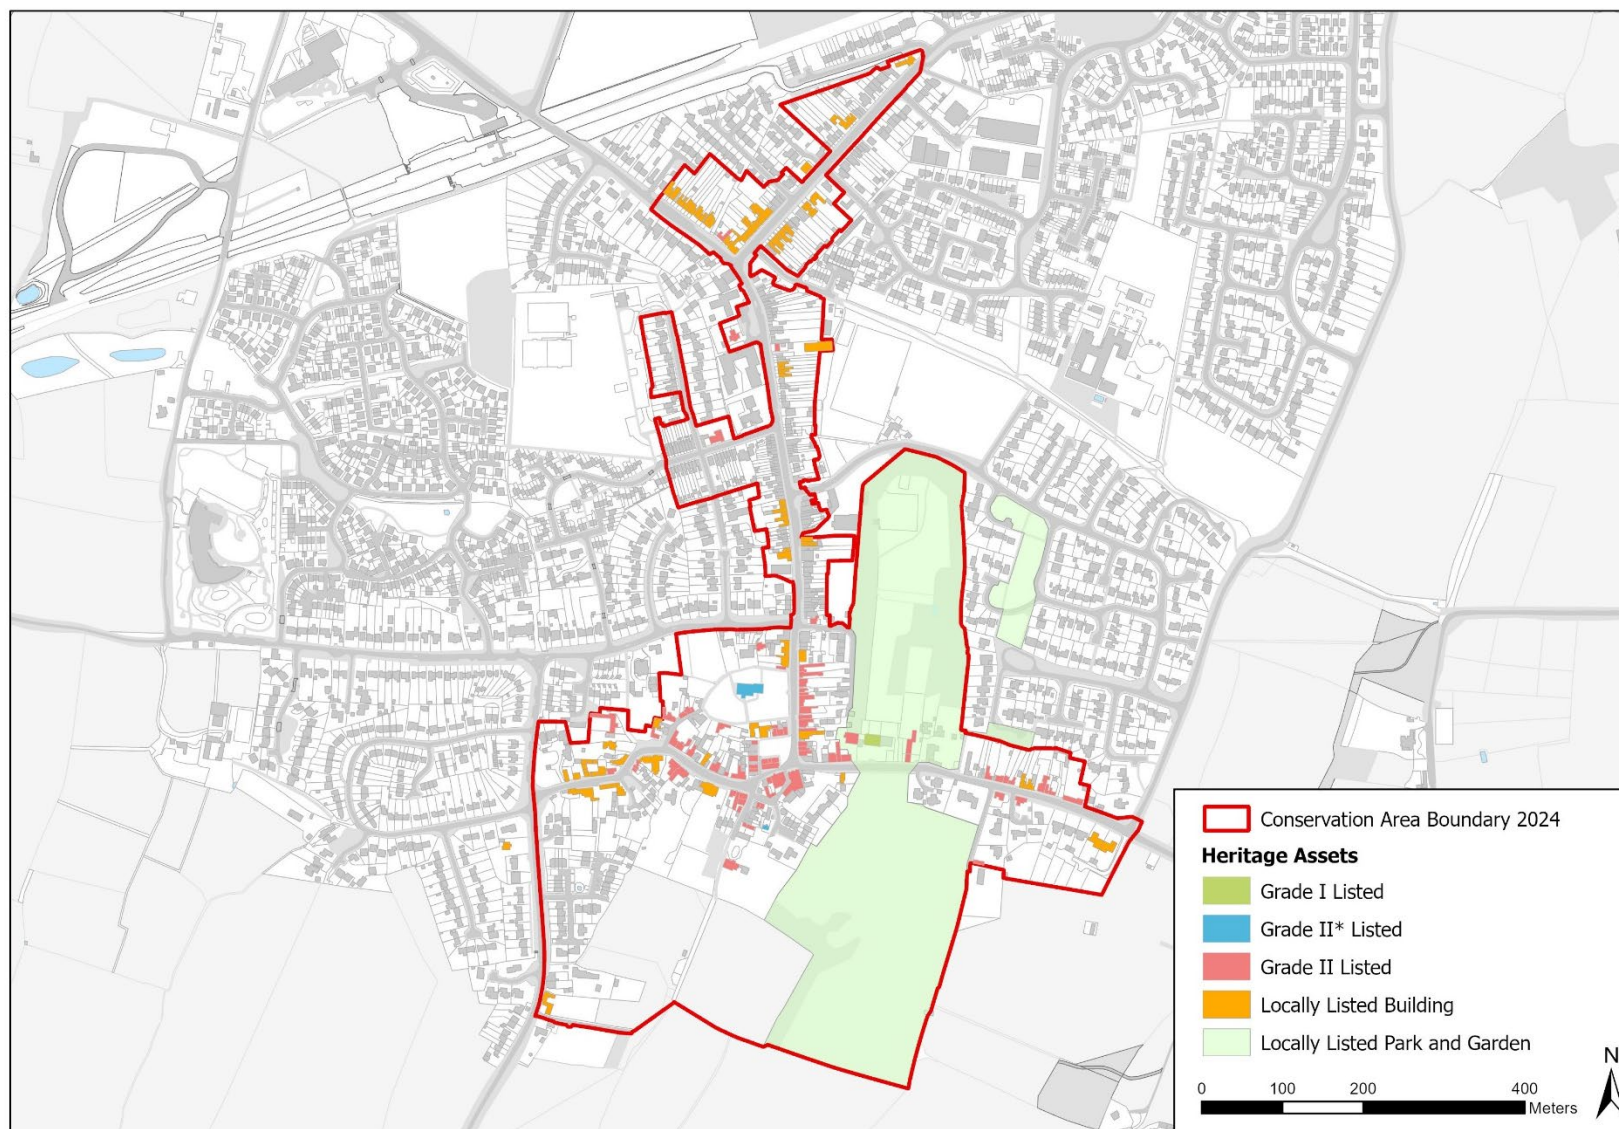 Conservation Area Boundary 2024
Heritage Assets
Grade I Listed
Grade II* Listed
Grade II Listed
Locally Listed Building
Locally Listed Park and Garden
N
0 100 200 400
Meters